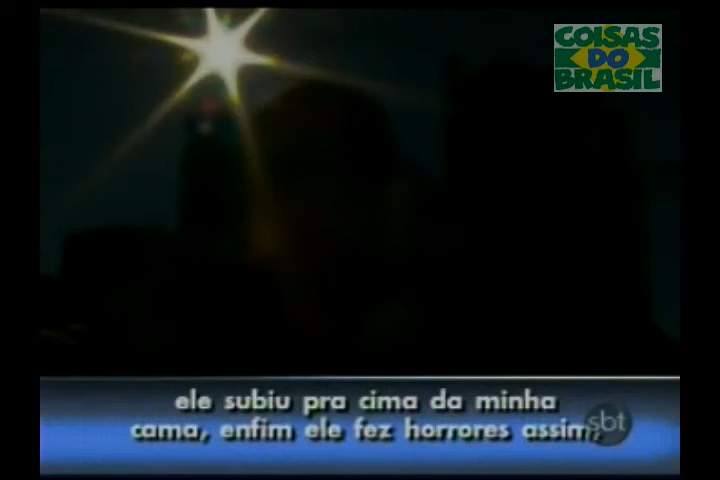 COISAS
DO
BRASIL
ele subiu pra cima da minha
cama, enfim ele fez horrores assim,
sbt